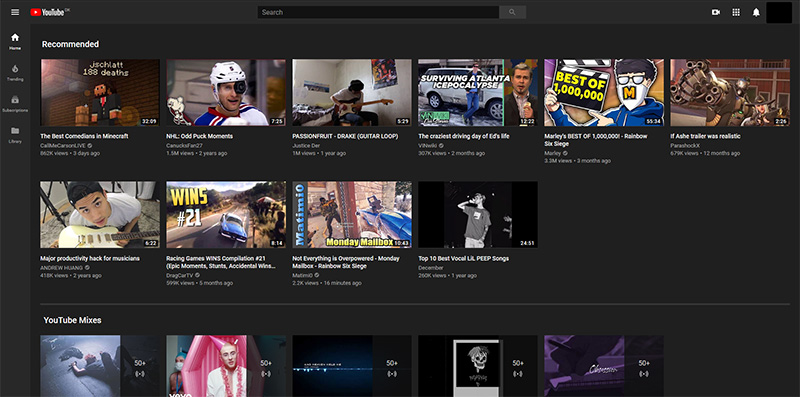 YouTube DK
Search
Home
Trending
Subscriptions
Library
Recommended
jschlatt
188 deaths
32:09
7:25
5:29
SURVIVING ATLANTA
ICEPOCALYPSE
12:22
BEST OF
1,000,000
M
55:34
2:26
The Best Comedians in Minecraft
CallMeCarsonLIVE
862K views • 3 days ago
NHL: Odd Puck Moments
CanucksFan27
1.9M views • 2 years ago
PASSIONFRUIT - DRAKE (GUITAR LOOP)
Justice Der
1M views • 1 year ago
The craziest driving day of Ed's life
VINwiki
307K views • 2 months ago
Marley's BEST OF 1,000,000! - Rainbow
Six Siege
Marley
3.3M views • 3 months ago
If Ashe trailer was realistic
ParashockX
679K views • 12 months ago
6:22
WINS
#21
8:14
Matimi0
Monday Mailbox
10:43
24:51
Major productivity hack for musicians
ANDREW HUANG
418K views • 2 years ago
Racing Games WINS Compilation #21
(Epic Moments, Stunts, Accidental Wins...
DragCarTV
599K views • 5 months ago
Not Everything is Overpowered - Monday
Mailbox - Rainbow Six Siege
Matimi0
2.2K views • 16 minutes ago
Top 10 Best Vocal LiL PEEP Songs
December
260K views • 1 year ago
YouTube Mixes
50+
50+
50+
50+
50+
vevo